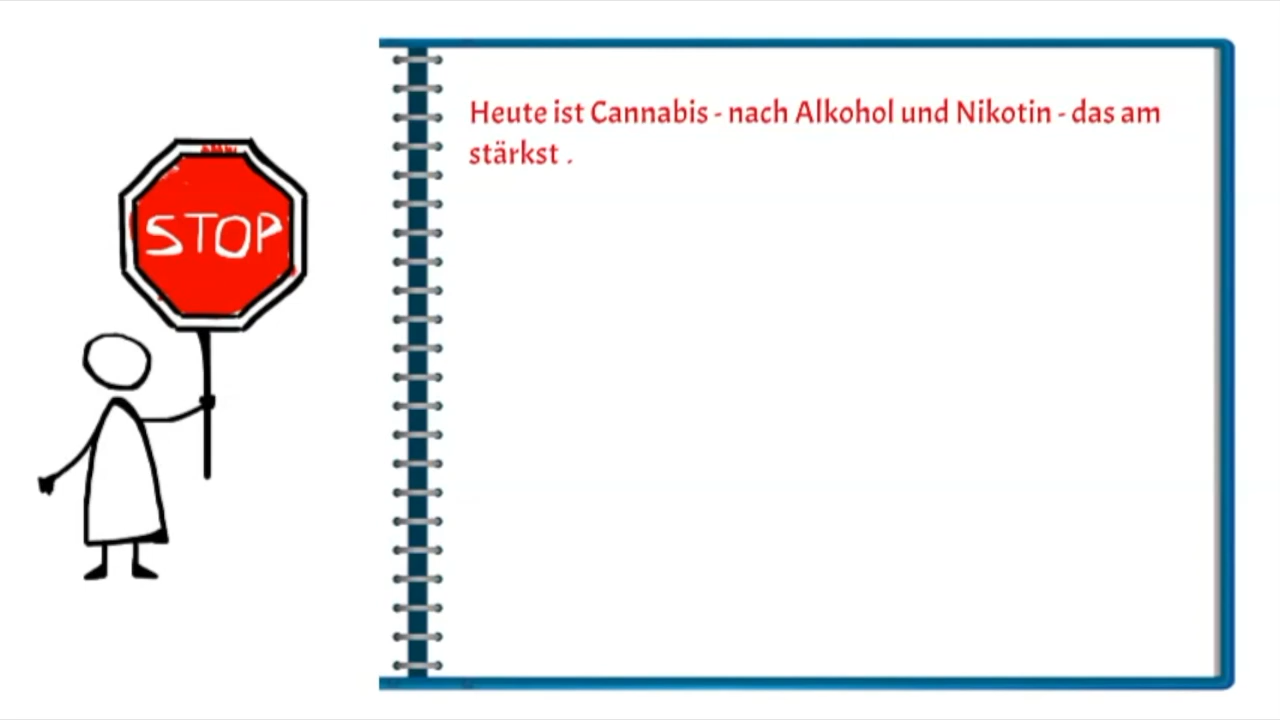 STOP
Heute ist Cannabis - nach Alkohol und Nikotin - das am
stärkst .